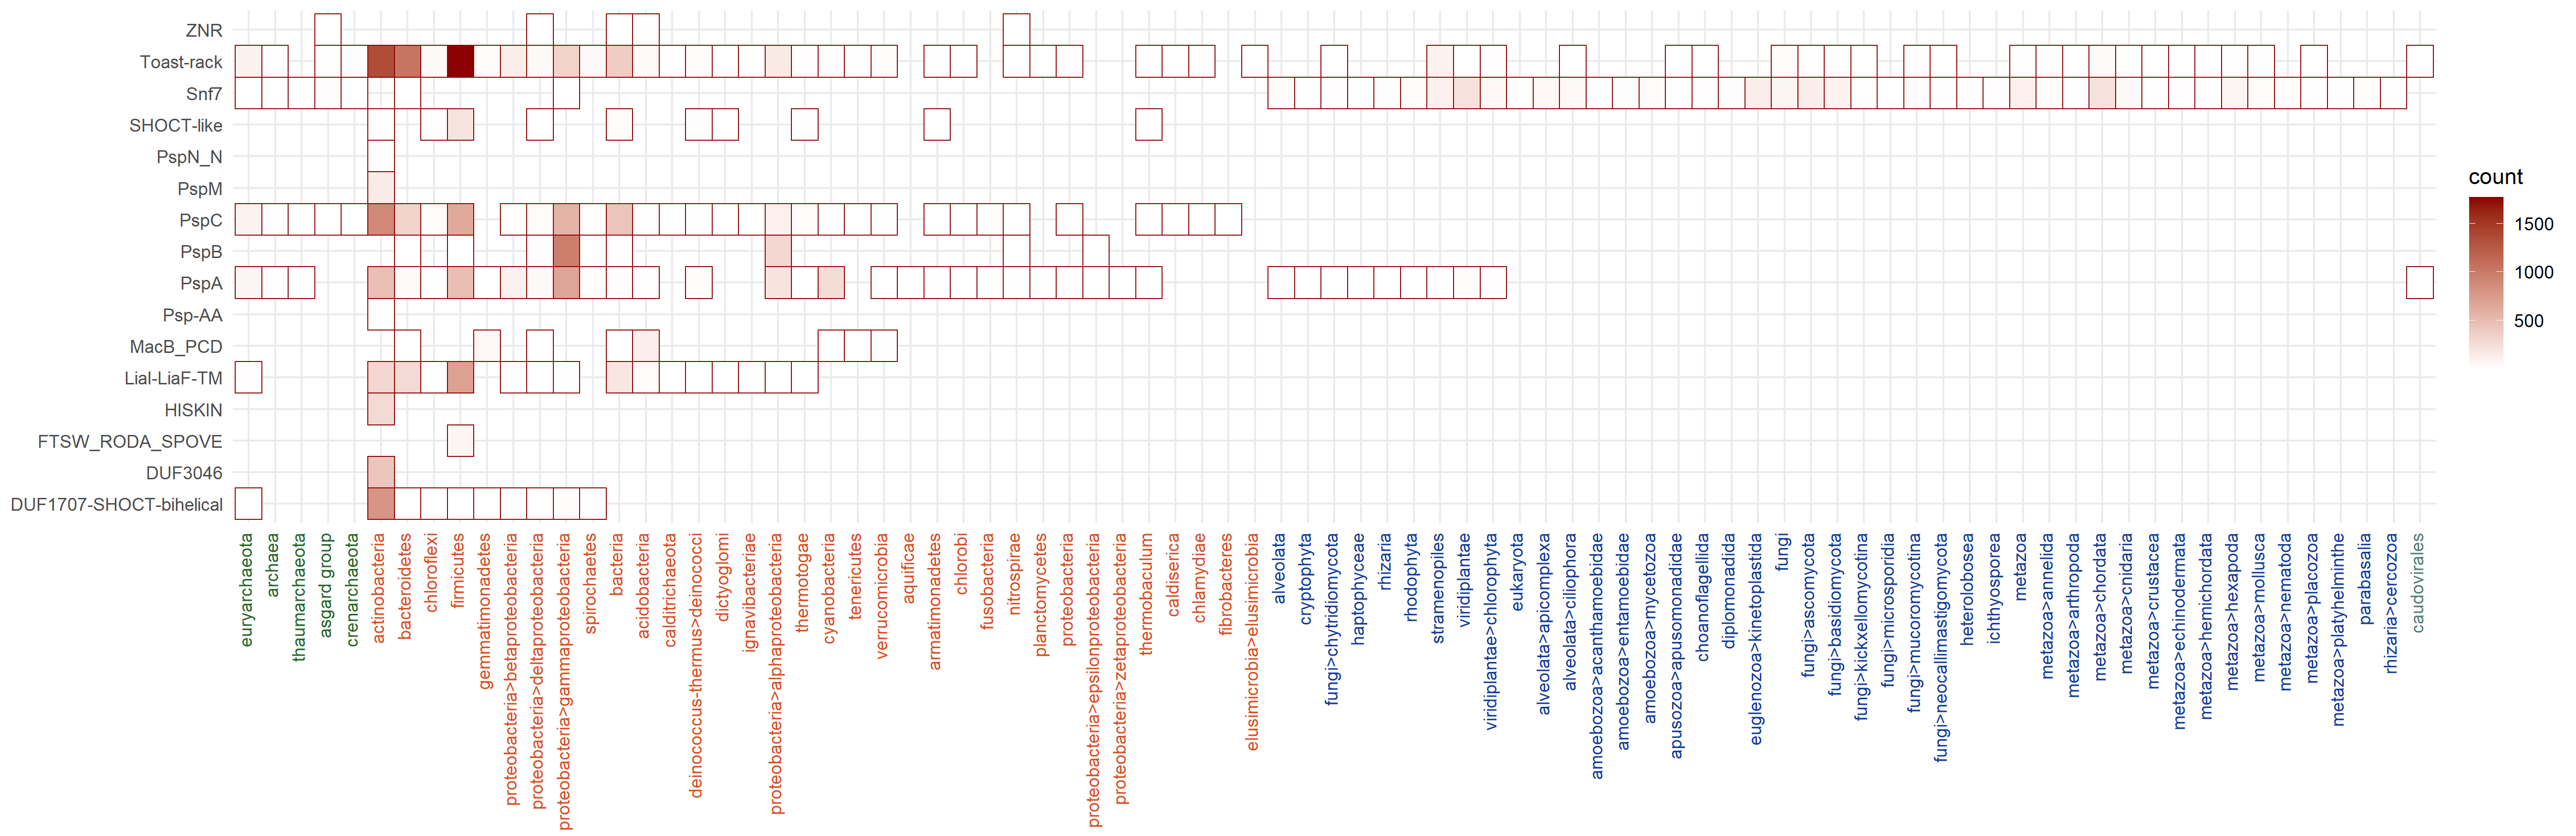 ZNR
Toast-rack
Snf7
SHOCT-like
PspN_N
PspM
PspC
PspB
PspA
Psp-AA
MacB_PCD
LiaI-LiaF-TM
HISKIN
FTSW_RODA_SPOVE
DUF3046
DUF1707-SHOCT-bihelical
euryarchaeota
archaea
thaumarchaeota
asgard group
crenarchaeota
actinobacteria
bacteroidetes
chloroflexi
firmicutes
gemmatimonadetes
proteobacteria>betaproteobacteria
proteobacteria>deltaproteobacteria
proteobacteria>gammaproteobacteria
spirochaetes
bacteria
acidobacteria
calditrichaeota
deinococcus-thermus>deinococci
dictyoglomi
ignavibacteriae
proteobacteria>alphaproteobacteria
thermotogae
cyanobacteria
tenericutes
verrucomicrobia
aquificae
armatimonadetes
chlorobi
fusobacteria
nitrospirae
planctomycetes
proteobacteria
proteobacteria>epsilonproteobacteria
proteobacteria>zetaproteobacteria
thermobaculum
caldiserica
chlamydiae
fibrobacteres
elusimicrobia>elusimicrobia
alveolata
cryptophyta
fungi>chytridiomycota
haptophyceae
rhizaria
rhodophyta
stramenopiles
viridiplantae
viridiplantae>chlorophyta
eukaryota
alveolata>apicomplexa
alveolata>ciliophora
amoebozoa>acanthamoebidae
amoebozoa>entamoebidae
amoebozoa>mycetozoa
apusozoa>apusomonadidae
choanoflagellida
diplomonadida
euglenozoa>kinetoplastida
fungi
fungi>ascomycota
fungi>basidiomycota
fungi>kickxellomycotina
fungi>microsporidia
fungi>mucoromycotina
fungi>neocallimastigomycota
heterolobosea
ichthyosporea
metazoa
metazoa>annelida
metazoa>arthropoda
metazoa>chordata
metazoa>cnidaria
metazoa>crustacea
metazoa>echinodermata
metazoa>hemichordata
metazoa>hexapoda
metazoa>mollusca
metazoa>nematoda
metazoa>placozoa
metazoa>platyhelminthe
parabasalia
rhizaria>cercozoa
caudovirales
count
1500
1000
500